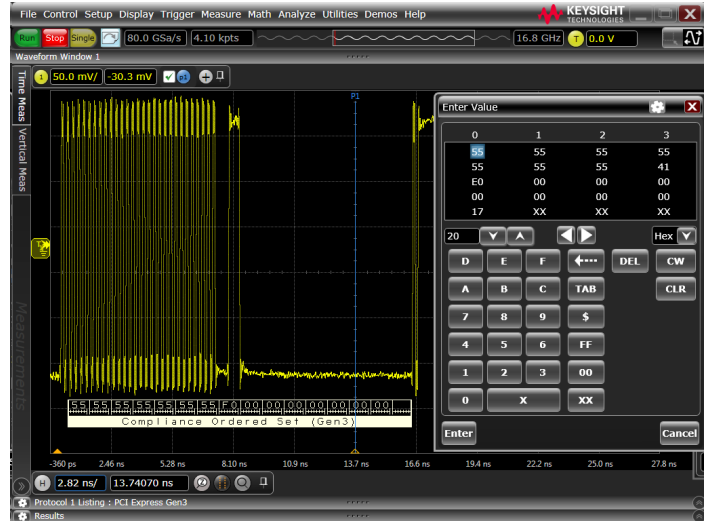 File Control Setup Display Trigger Measure Math Analyze Utilities Demos Help
KEYSIGHT
TECHNOLOGIES
Run Stop Single 80.0 GSa/s 4.10 kpts 16.8 GHz T 0.0 V
Waveform Window 1
1 50.0 mV/ -30.3 mV p1
Time Meas
Vertical Meas
Measurements
P1
Enter Value
0 1 2 3
55 55 55 55
55 55 55 41
E0 00 00 00
00 00 00 00
17 XX XX XX
20 Hex
D E F DEL CW
A B C TAB CLR
7 8 9 $
4 5 6 FF
1 2 3 00
0 X XX
Enter Cancel
55 55 55 55 55 55 55 F0 00 00 00 00 00 00
Compliance Ordered Set (Gen3)
-360 ps 2.46 ns 5.28 ns 8.10 ns 10.9 ns 13.7 ns 16.6 ns 19.4 ns 22.2 ns 25.0 ns 27.8 ns
H 2.82 ns/ 13.74070 ns
Protocol 1 Listing : PCI Express Gen3
Results